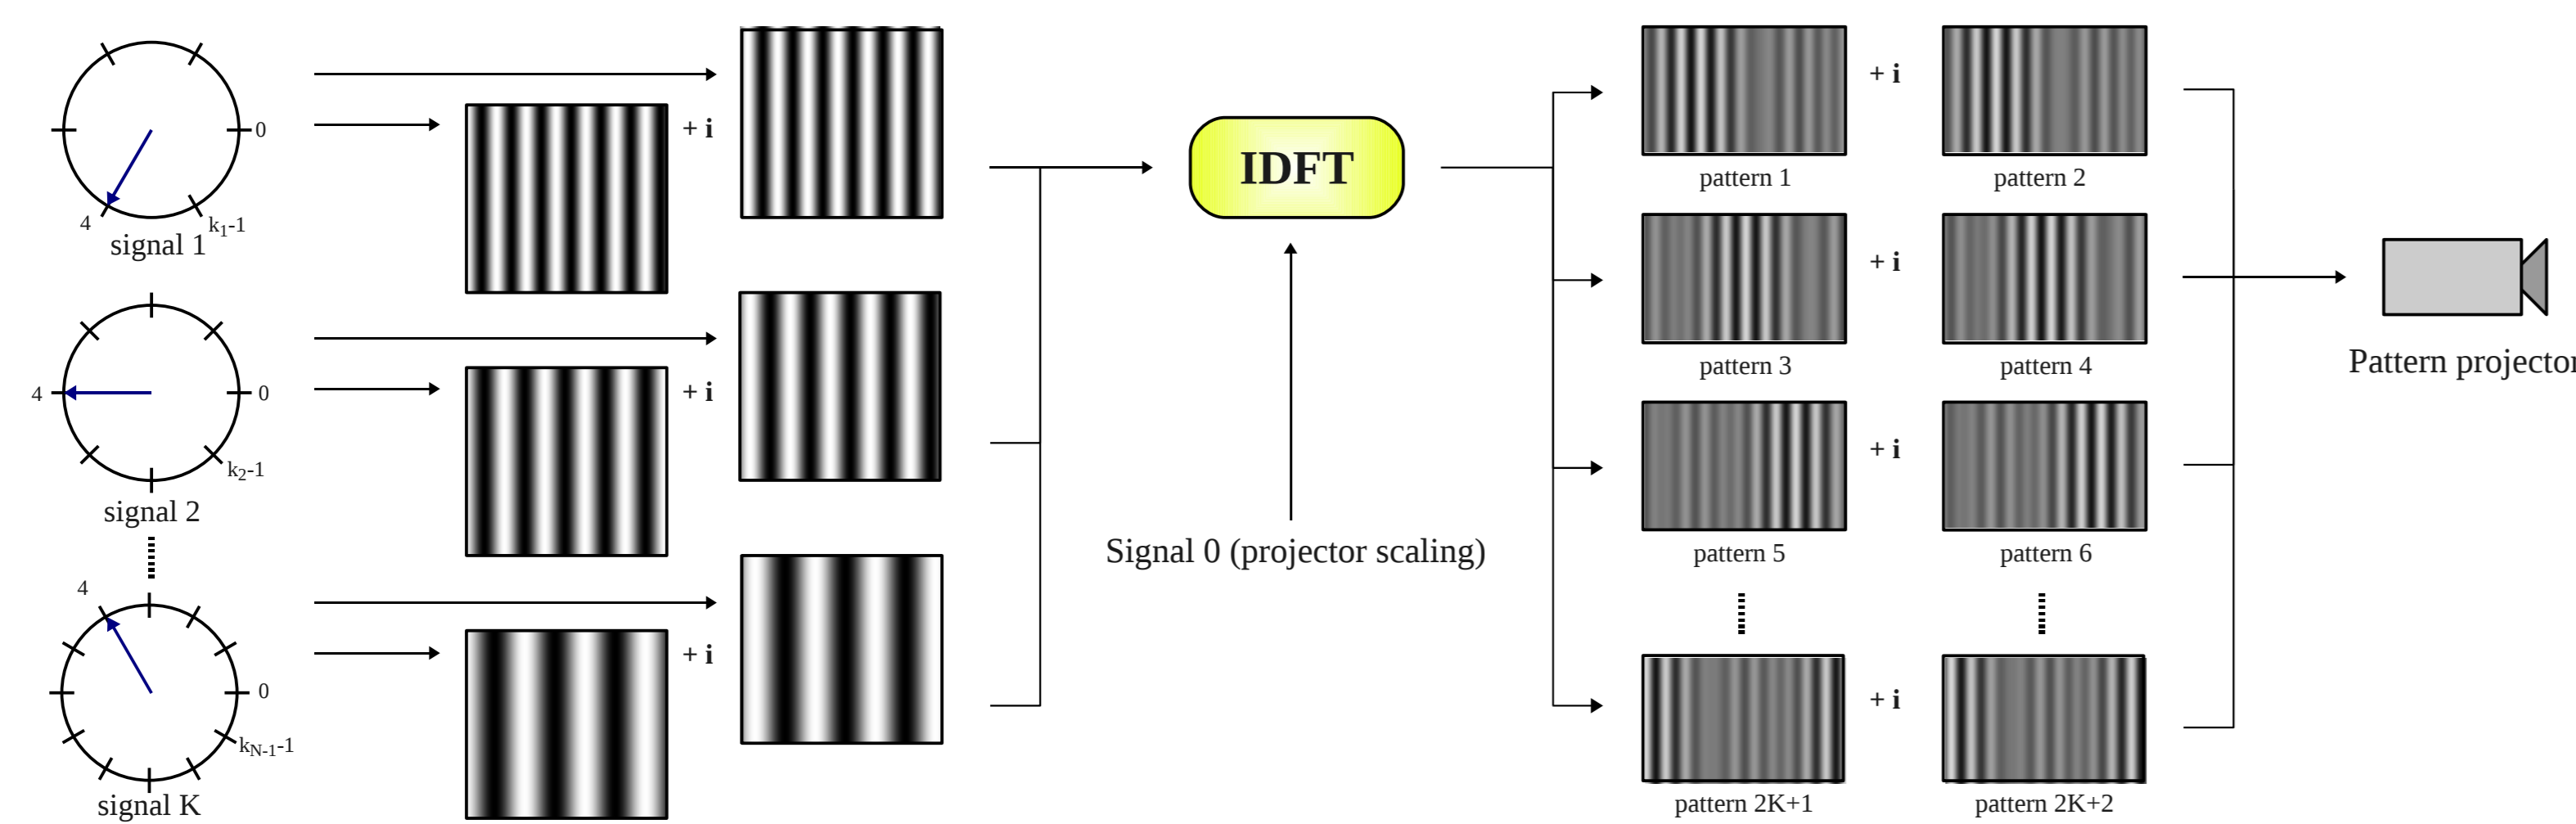 0
4
k1-1
signal 1
+ i
4
0
k2-1
signal 2
+ i
4
0
kN-1-1
signal K
+ i
IDFT
Signal 0 (projector scaling)
+ i
pattern 1
pattern 2
+ i
pattern 3
pattern 4
+ i
pattern 5
pattern 6
+ i
pattern 2K+1
pattern 2K+2
Pattern projector